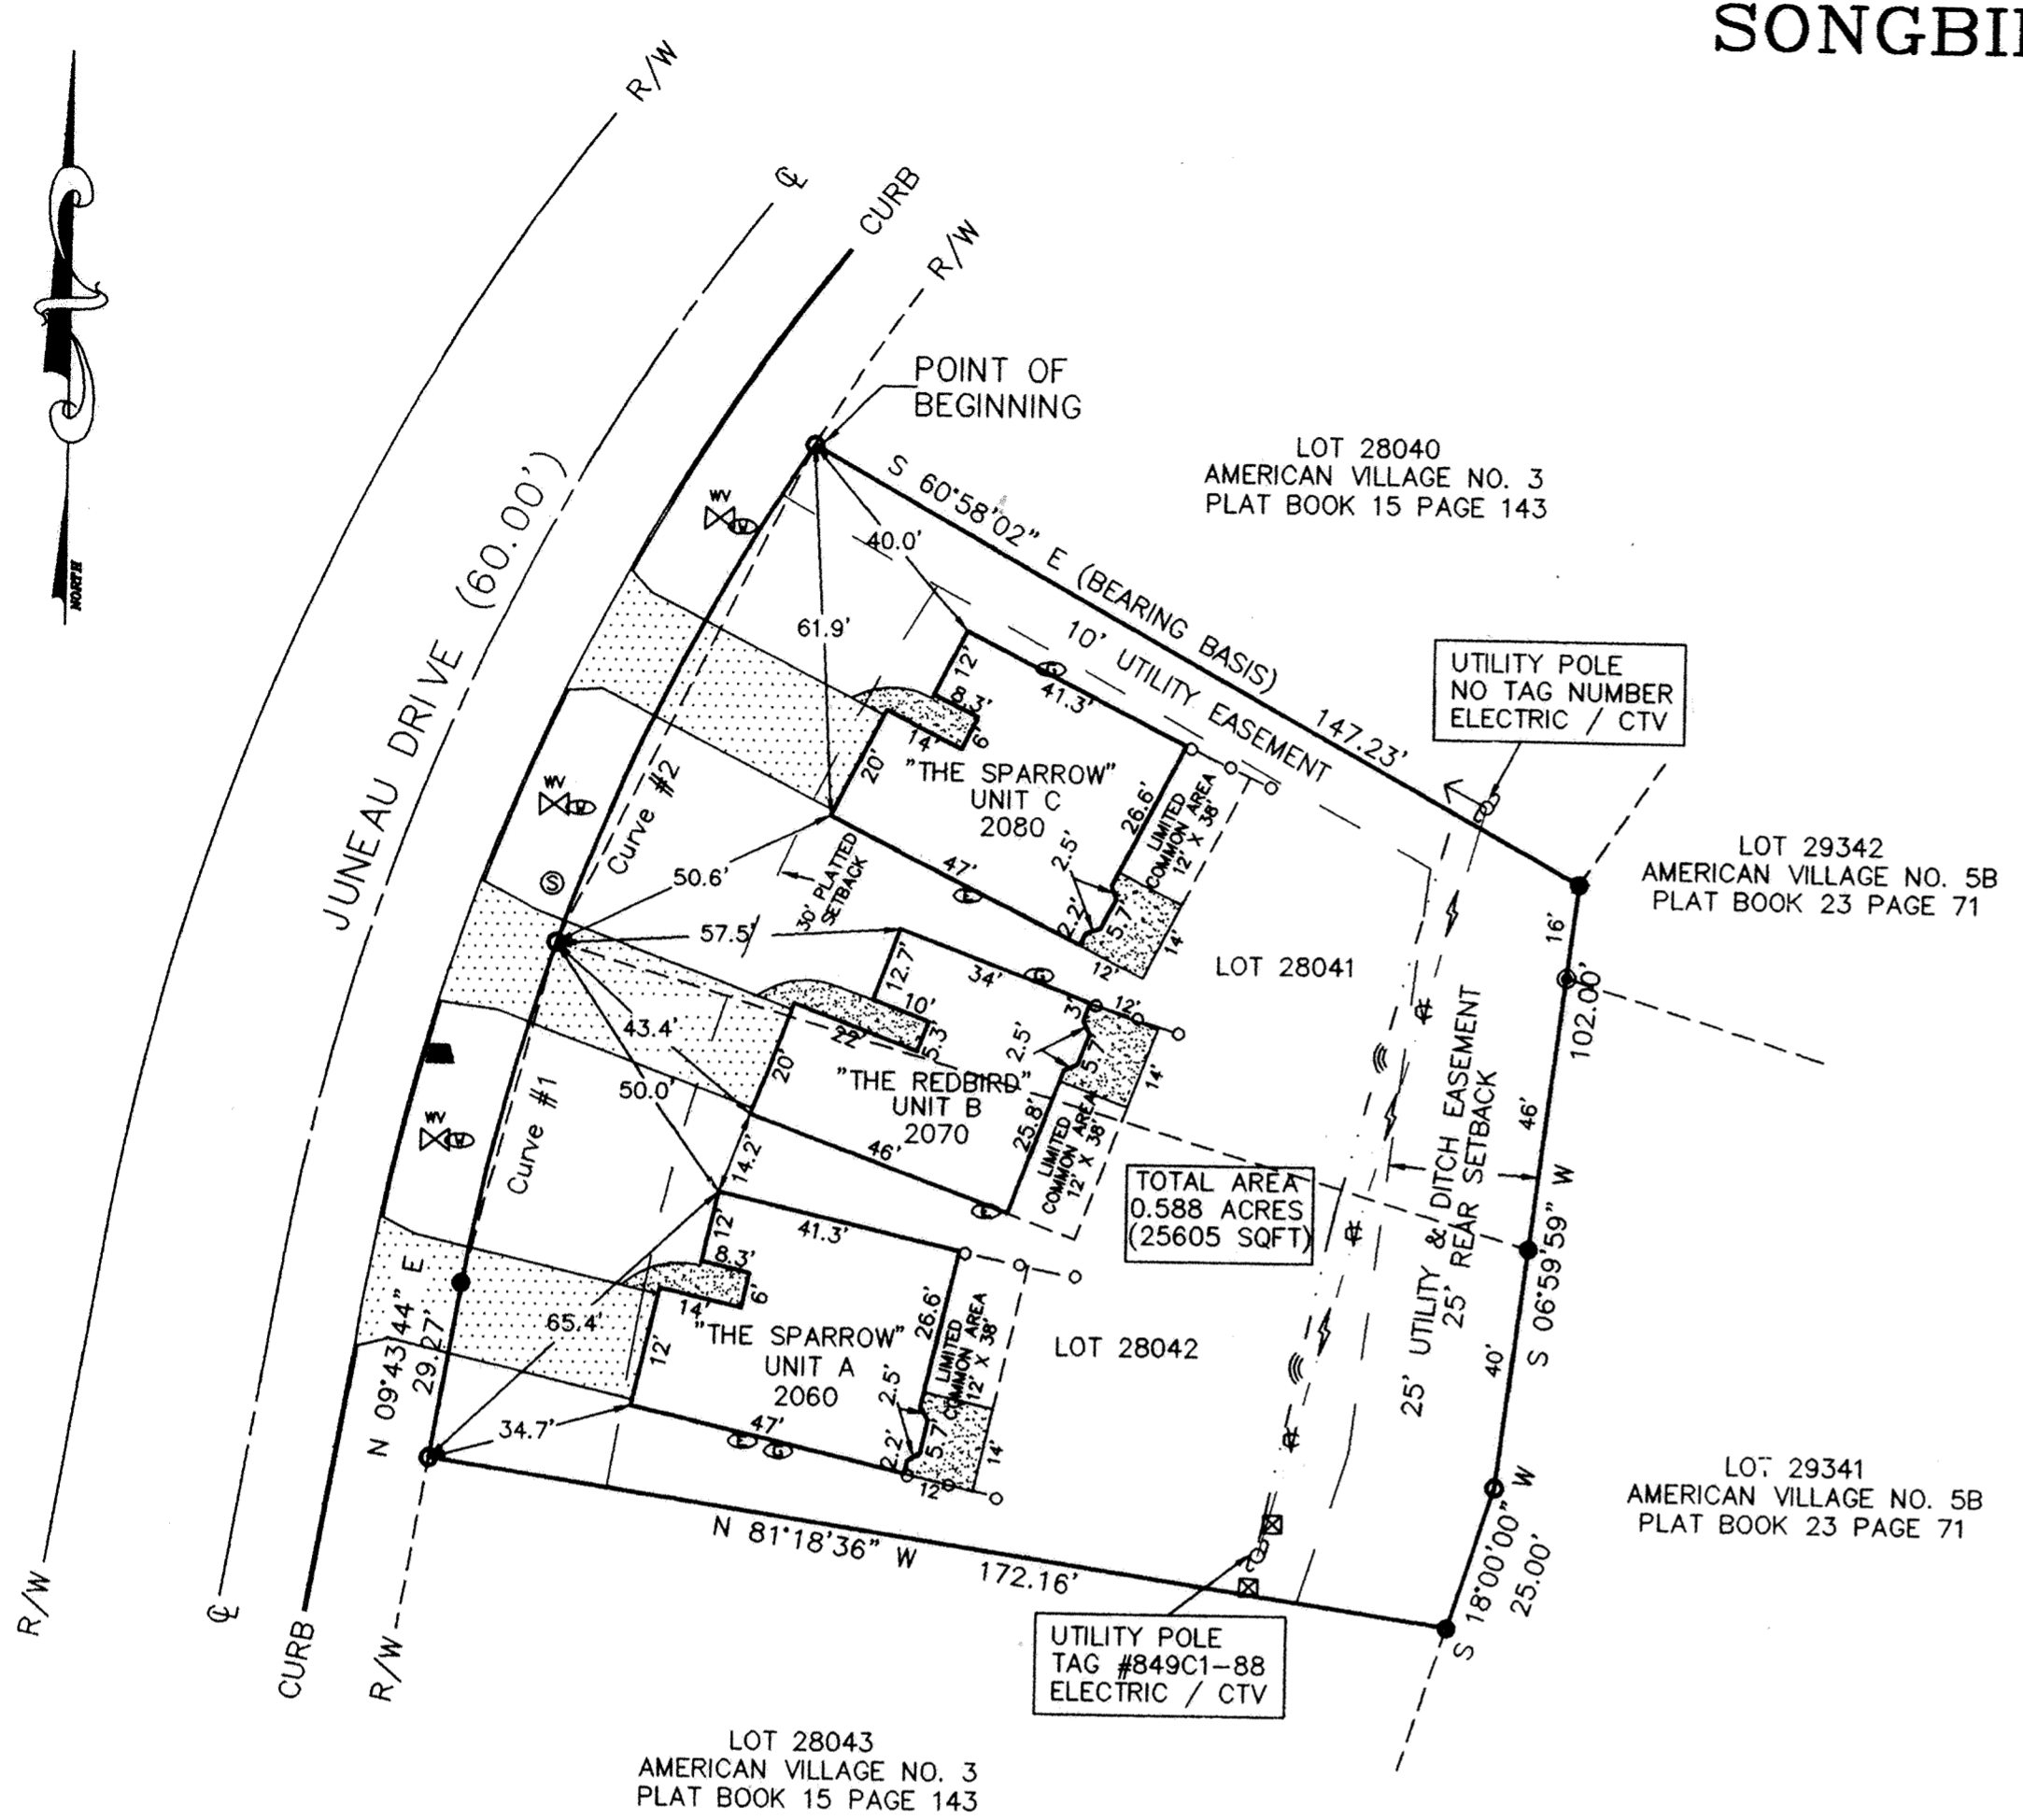 SONGBI
R/W
℄
CURB
R/W
NORTH
POINT OF
BEGINNING
LOT 28040
AMERICAN VILLAGE NO. 3
PLAT BOOK 15 PAGE 143
S 60°58'02" E (BEARING BASIS)
147.23'
10' UTILITY EASEMENT
WV
W
40.0'
61.9'
JUNEAU DRIVE (60.00')
UTILITY POLE
NO TAG NUMBER
ELECTRIC / CTV
12'
8.3'
G
41.3'
6'
14'
20'
"THE SPARROW"
UNIT C
2080
26.6'
LIMITED
COMMON AREA
12' X 38'
2.5'
47'
E
2.2'
5.7'
14'
12'
30' PLATTED
SETBACK
Curve #2
WV
W
S
50.6'
57.5'
LOT 29342
AMERICAN VILLAGE NO. 5B
PLAT BOOK 23 PAGE 71
16'
102.00'
LOT 28041
12.7'
34'
G
10'
3'
12'
5.3'
22'
2.5'
5.7'
14'
20'
43.4'
50.0'
"THE REDBIRD"
UNIT B
2070
25.8'
LIMITED
COMMON AREA
12' X 38'
46'
E
14.2'
Curve #1
WV
W
46'
25' UTILITY & DITCH EASEMENT
25' REAR SETBACK
TOTAL AREA
0.588 ACRES
(25605 SQFT)
S 06°59'59" W
40'
12'
41.3'
8.3'
6'
14'
12'
65.4'
"THE SPARROW"
UNIT A
2060
26.6'
LIMITED
COMMON AREA
12' X 38'
2.5'
5.7'
2.2'
14'
12'
47'
E
G
34.7'
LOT 28042
N 09°43'44" E
29.27'
N 81°18'36" W
172.16'
S 18°00'00" W
25.00'
LOT 29341
AMERICAN VILLAGE NO. 5B
PLAT BOOK 23 PAGE 71
R/W
℄
CURB
R/W
UTILITY POLE
TAG #849C1-88
ELECTRIC / CTV
LOT 28043
AMERICAN VILLAGE NO. 3
PLAT BOOK 15 PAGE 143